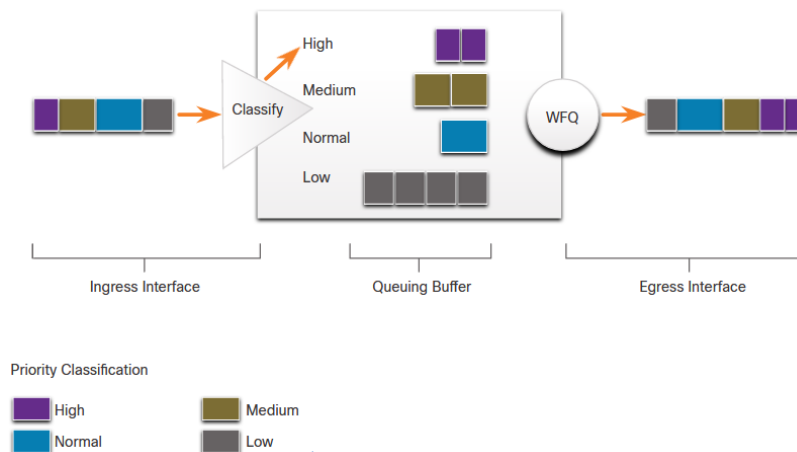 High
Medium
Classify
WFQ
Normal
Low
Ingress Interface
Queuing Buffer
Egress Interface
Priority Classification
High
Medium
Normal
Low